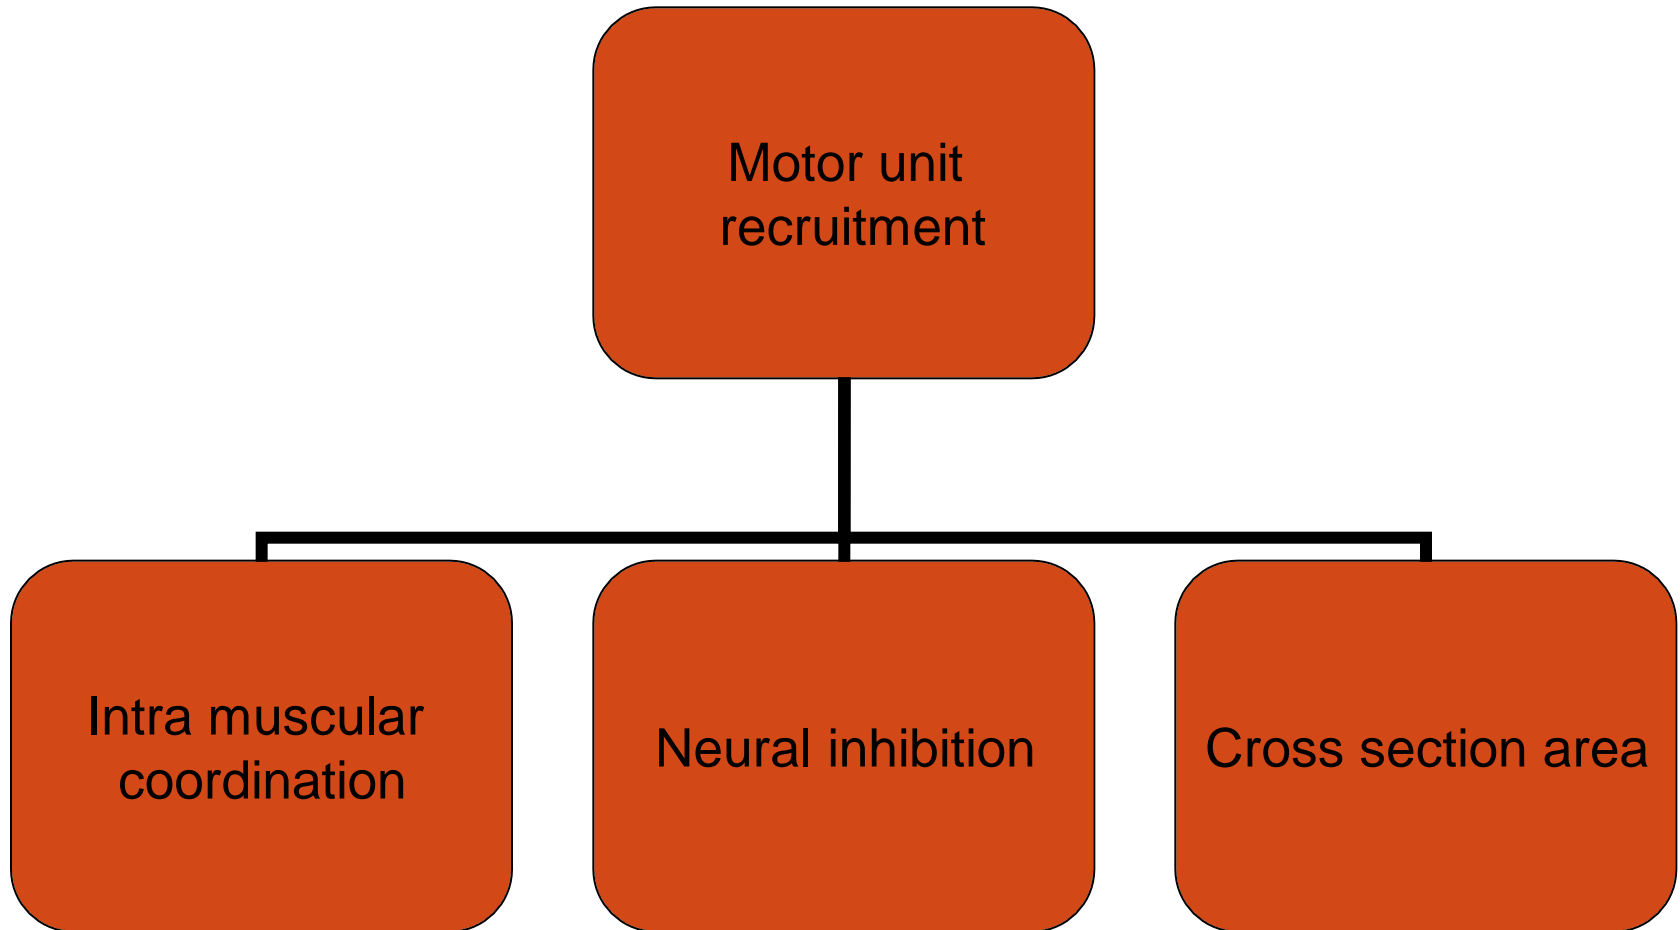 Motor unit
recruitment
Intra muscular
coordination
Neural inhibition
Cross section area